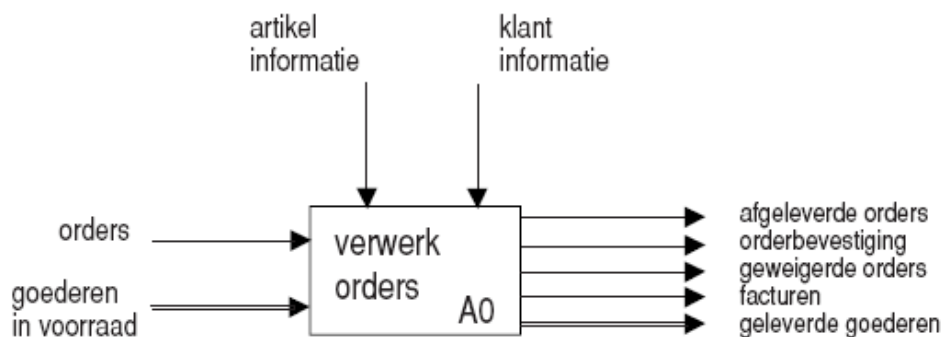 artikel
informatie
klant
informatie
orders
goederen
in voorraad
verwerk
orders
A0
afgeleverde orders
orderbevestiging
geweigerde orders
facturen
geleverde goederen